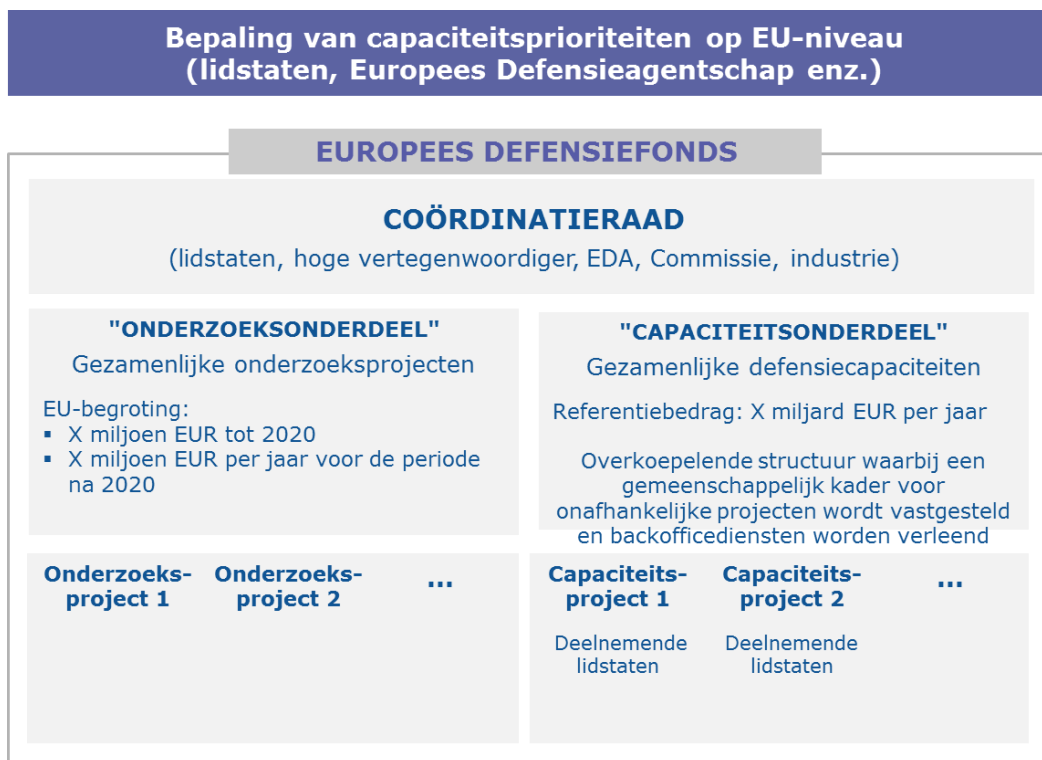 Bepaling van capaciteitsprioriteiten op EU-niveau
(lidstaten, Europees Defensieagentschap enz.)
EUROPEES DEFENSIEFONDS
COÖRDINATIERAAD
(lidstaten, hoge vertegenwoordiger, EDA, Commissie, industrie)
"ONDERZOEKSONDERDEEL"
Gezamenlijke onderzoeksprojecten
EU-begroting:
▪ X miljoen EUR tot 2020
▪ X miljoen EUR per jaar voor de periode
na 2020
"CAPACITEITSONDERDEEL"
Gezamenlijke defensiecapaciteiten
Referentiebedrag: X miljard EUR per jaar
Overkoepelende structuur waarbij een
gemeenschappelijk kader voor
onafhankelijke projecten wordt vastgesteld
en backofficediensten worden verleend
Onderzoeks-
project 1
Onderzoeks-
project 2
...
Capaciteits-
project 1
Deelnemende
lidstaten
Capaciteits-
project 2
Deelnemende
lidstaten
...